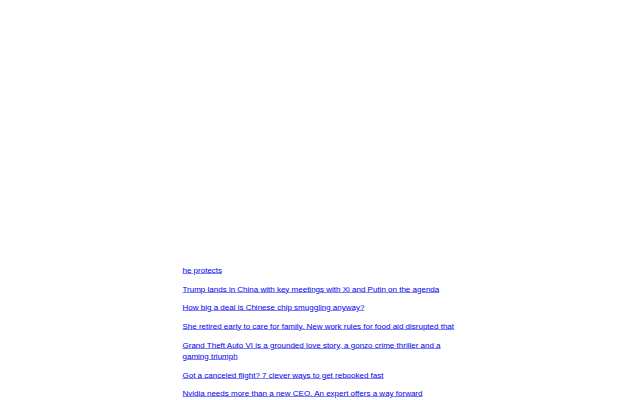 he protects
Trump lands in China with key meetings with Xi and Putin on the agenda
How big a deal is Chinese chip smuggling anyway?
She retired early to care for family. New work rules for food aid disrupted that
Grand Theft Auto VI is a grounded love story, a gonzo crime thriller and a
gaming triumph
Got a canceled flight? 7 clever ways to get rebooked fast
Nvidia needs more than a new CEO. An expert offers a way forward